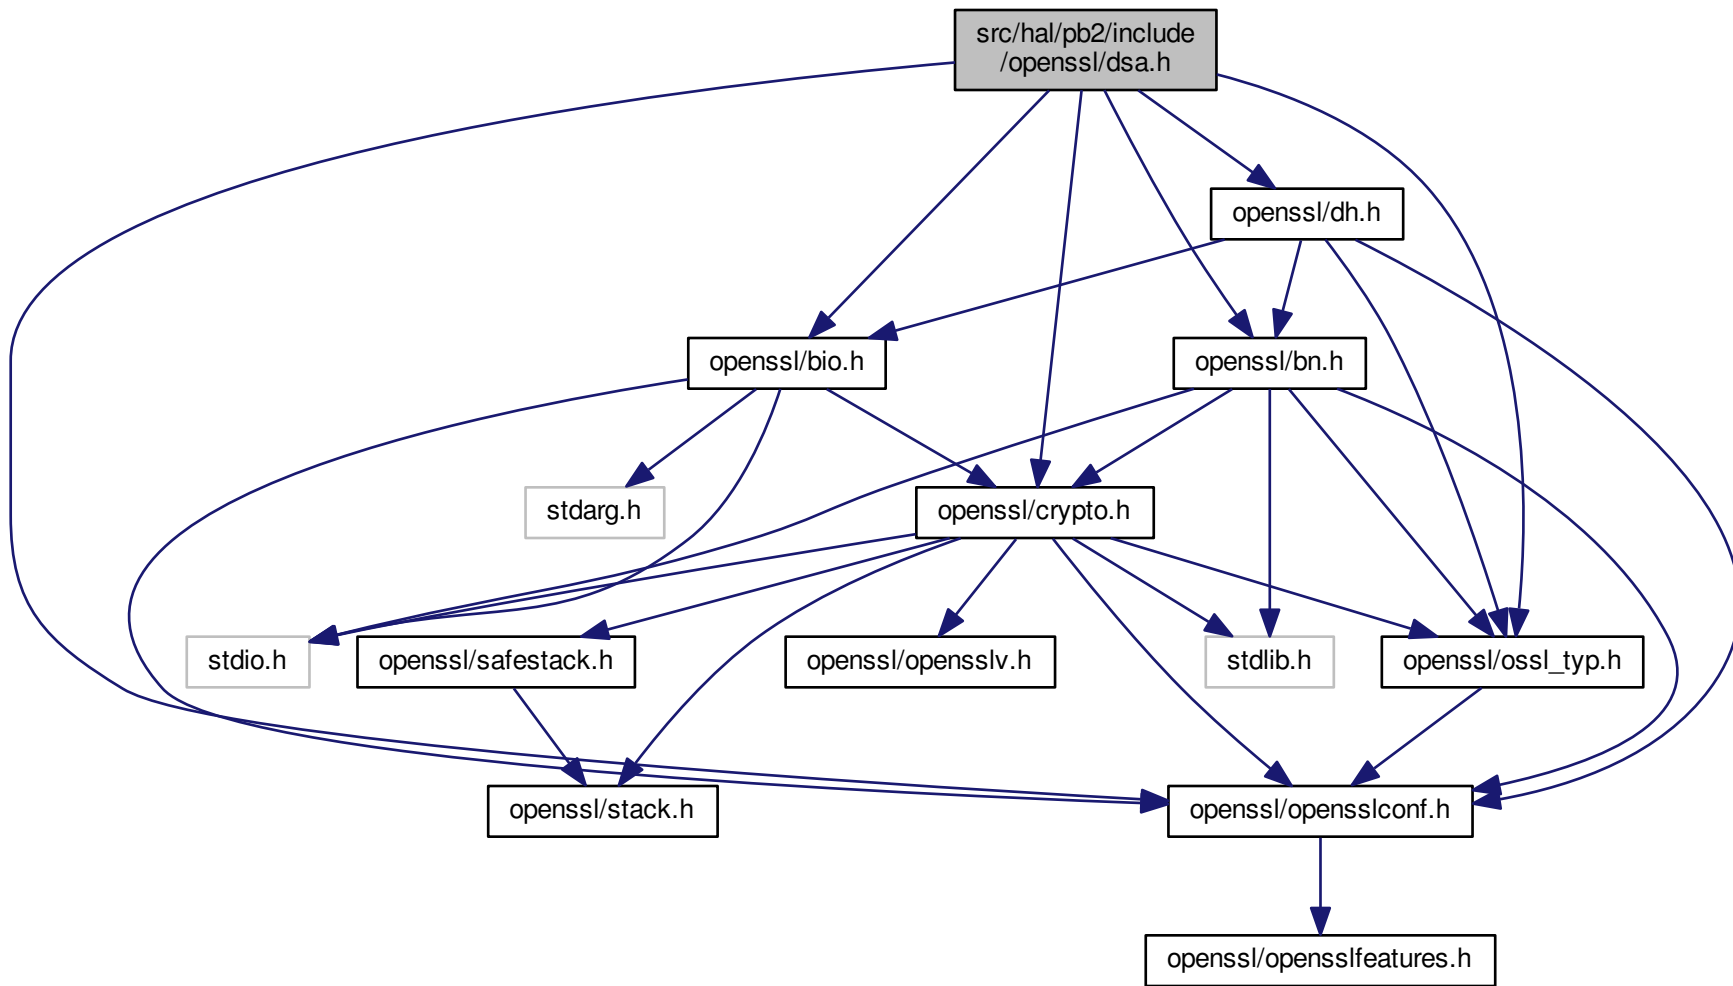 src/hal/pb2/include
/openssl/dsa.h
openssl/dh.h
openssl/bio.h
openssl/bn.h
stdarg.h
openssl/crypto.h
stdio.h
openssl/safestack.h
openssl/opensslv.h
stdlib.h
openssl/ossl_typ.h
openssl/stack.h
openssl/opensslconf.h
openssl/opensslfeatures.h